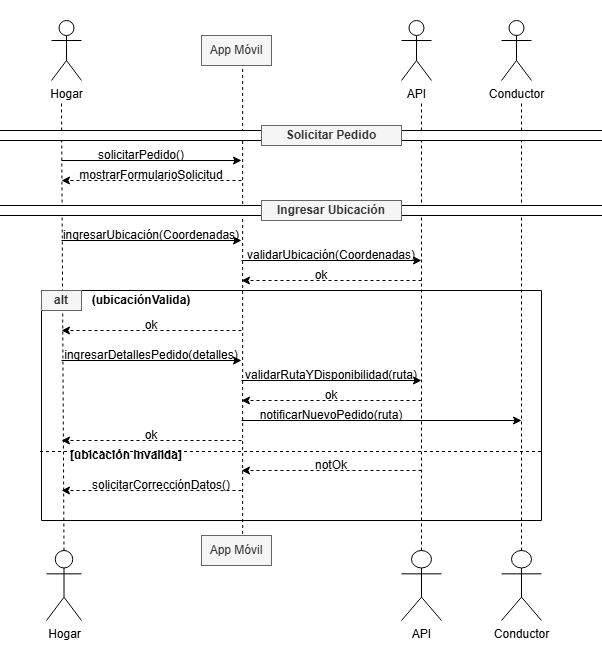 Hogar
App Móvil
API
Conductor
Solicitar Pedido
solicitarPedido()
mostrarFormularioSolicitud
Ingresar Ubicación
ingresarUbicación(Coordenadas)
validarUbicación(Coordenadas)
ok
alt
(ubicaciónValida)
ok
ingresarDetallesPedido(detalles)
validarRutaYDisponibilidad(ruta)
ok
notificarNuevoPedido(ruta)
ok
[ubicación invalida]
notOk
solicitarCorrecciónDatos()
App Móvil
Hogar
API
Conductor